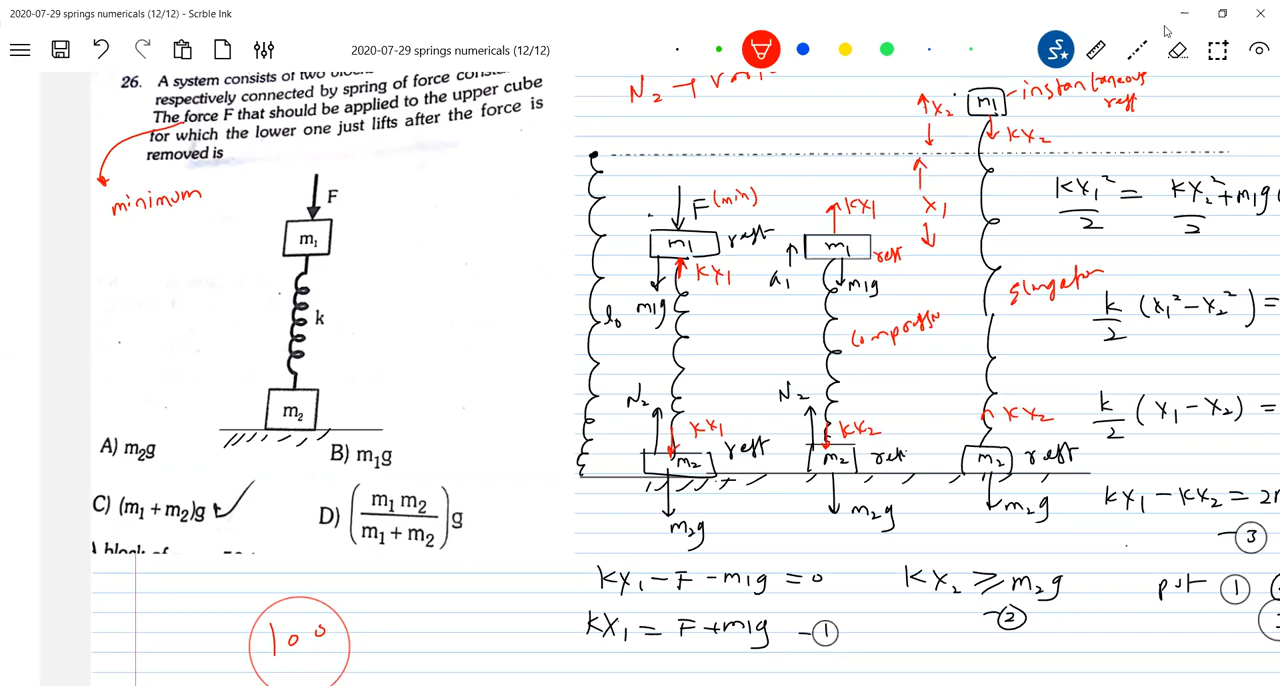 2020-07-29 springs numericals (12/12) - Scrble Ink
2020-07-29 springs numericals (12/12)
26. A system consists of two
respectively connected by spring of force
The force F that should be applied to the upper cube
for which the lower one just lifts after the force is
removed is
minimum
F
m₁
k
m₂
A) m₂g
B) m₁g
C) (m₁ + m₂)g
D) (m₁ m₂ / m₁ + m₂) g
100
N₂ →
F (min)
m₁ rest
KX₁
m₁g
l₀
N₂
KX₁
m₂ rest
m₂g
KX₁
m₁ rest
a₁
m₁g
compression
N₂
KX₂
m₂ rest
m₂g
X₂
X₁
m₁ instantaneous
rest
KX₂
elongation
KX₂
m₂ rest
m₂g
KX₁²/2 = KX₂²/2 + m₁g
k/2 (X₁² - X₂²) =
k/2 (X₁ - X₂) =
KX₁ - KX₂ = 2
- ③
KX₁ - F - m₁g = 0
KX₁ = F + m₁g - ①
KX₂ ≥ m₂g
- ②
put ①